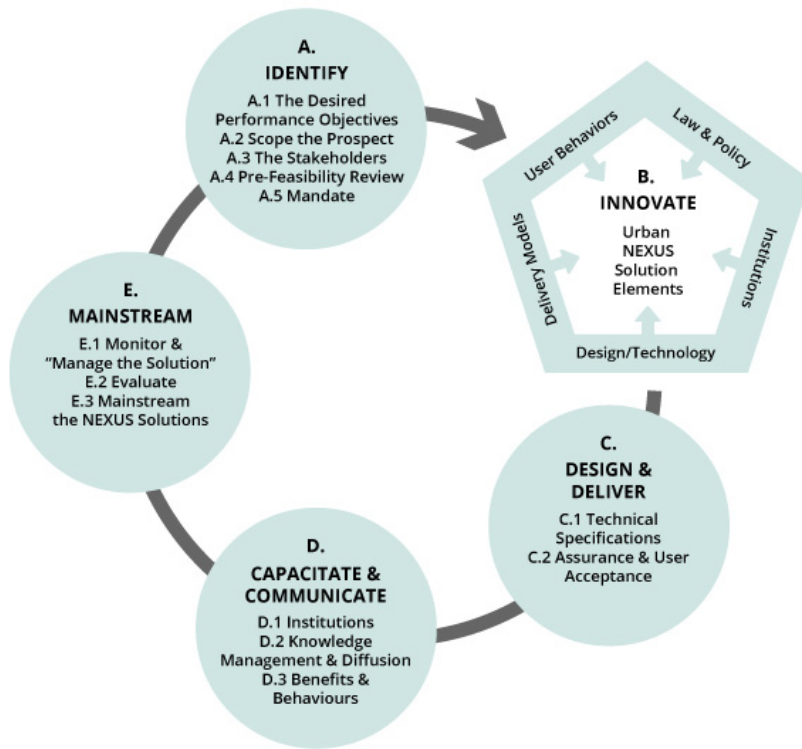 A.
IDENTIFY
A.1 The Desired
Performance Objectives
A.2 Scope the Prospect
A.3 The Stakeholders
A.4 Pre-Feasibility Review
A.5 Mandate
User Behaviors
Law & Policy
Delivery Models
Institutions
Design/Technology
B.
INNOVATE
Urban
NEXUS
Solution
Elements
C.
DESIGN &
DELIVER
C.1 Technical
Specifications
C.2 Assurance & User
Acceptance
D.
CAPACITATE &
COMMUNICATE
D.1 Institutions
D.2 Knowledge
Management & Diffusion
D.3 Benefits &
Behaviours
E.
MAINSTREAM
E.1 Monitor &
“Manage the Solution”
E.2 Evaluate
E.3 Mainstream
the NEXUS Solutions